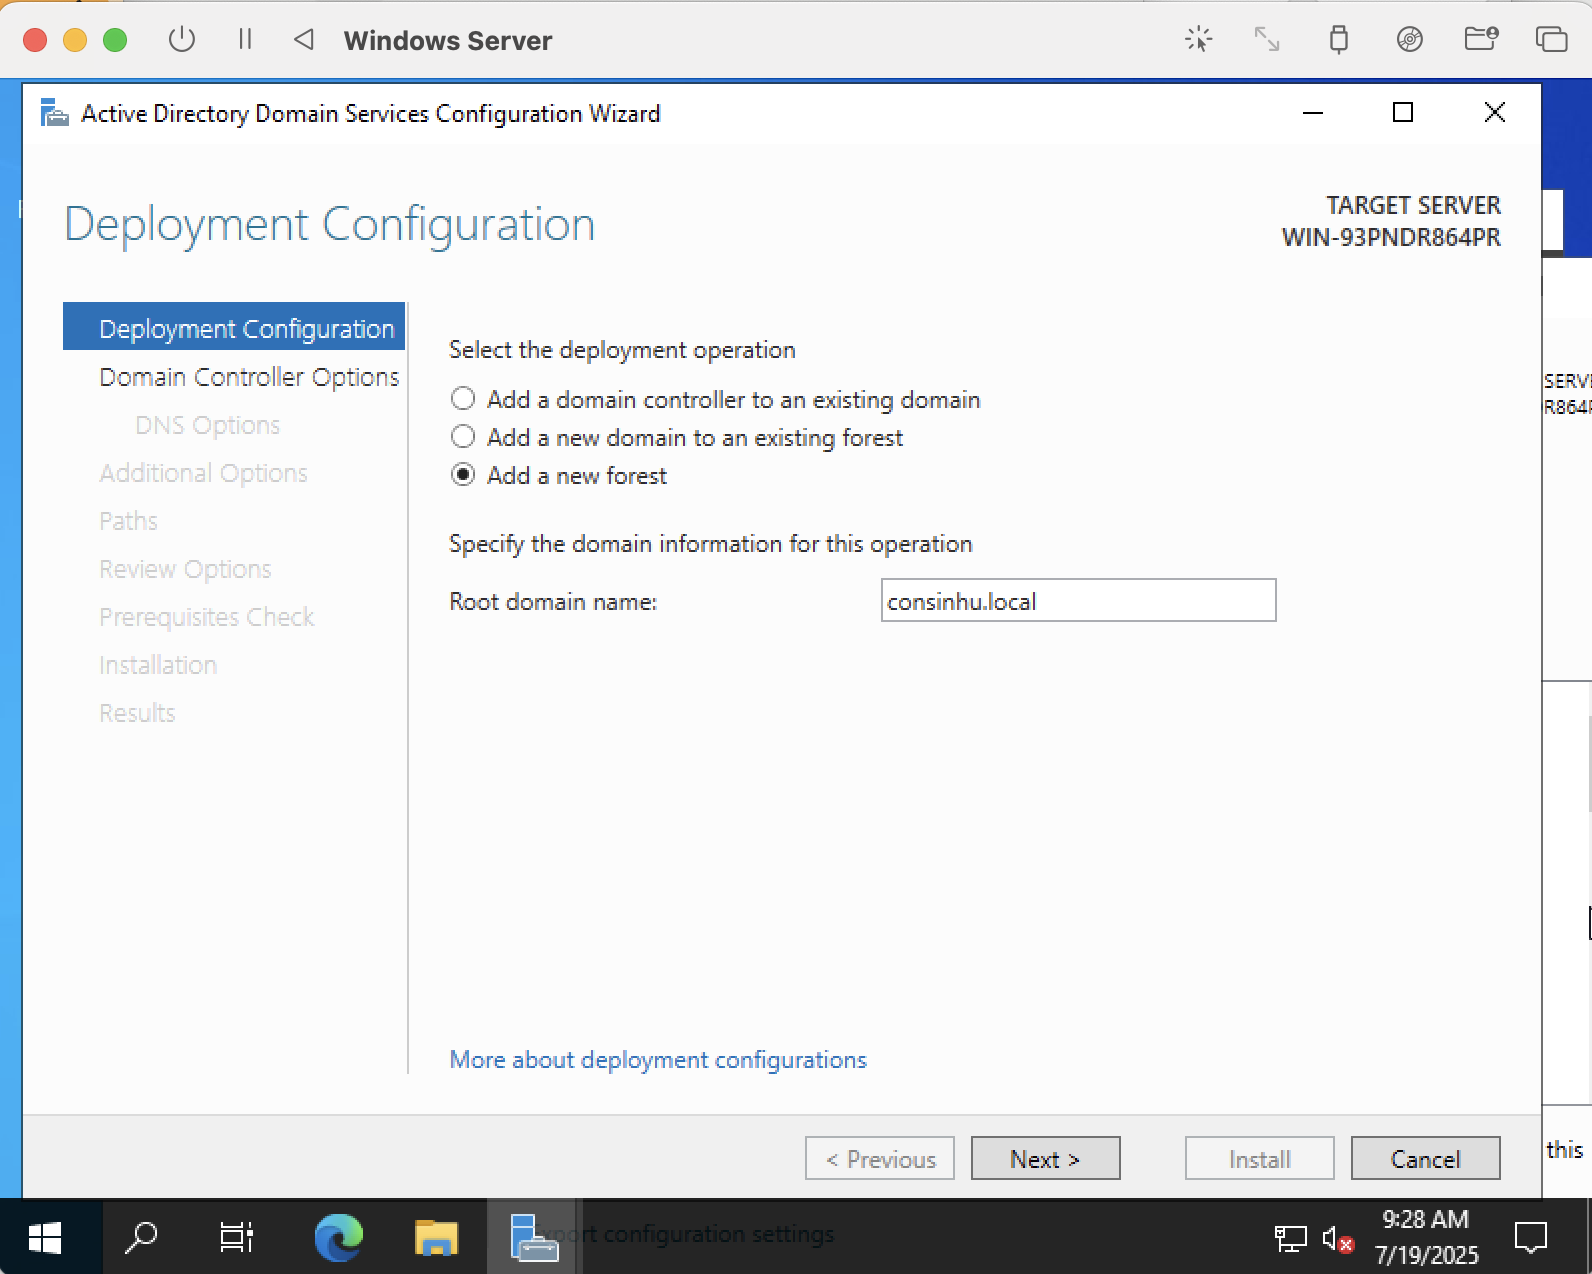 Windows Server
Active Directory Domain Services Configuration Wizard
Deployment Configuration
TARGET SERVER
WIN-93PNDR864PR
Deployment Configuration
Domain Controller Options
DNS Options
Additional Options
Paths
Review Options
Prerequisites Check
Installation
Results
Select the deployment operation
Add a domain controller to an existing domain
Add a new domain to an existing forest
Add a new forest
Specify the domain information for this operation
Root domain name:
consinhu.local
More about deployment configurations
< Previous
Next >
Install
Cancel
SERVE
R864P
this
Export configuration settings
9:28 AM
7/19/2025